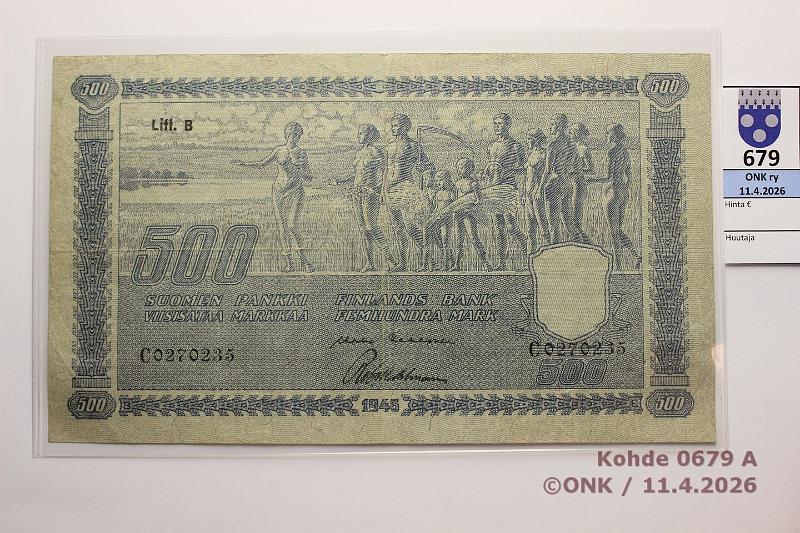 500
500
Litt. B
679
ONK ry
11.4.2026
Hinta €
Huutaja
500
SUOMEN PANKKI FINLANDS BANK
VIISISATAA MARKKAA FEMHUNDRA MARK
C0270235 C0270235
500
500 1945 500
Kohde 0679 A
©ONK / 11.4.2026